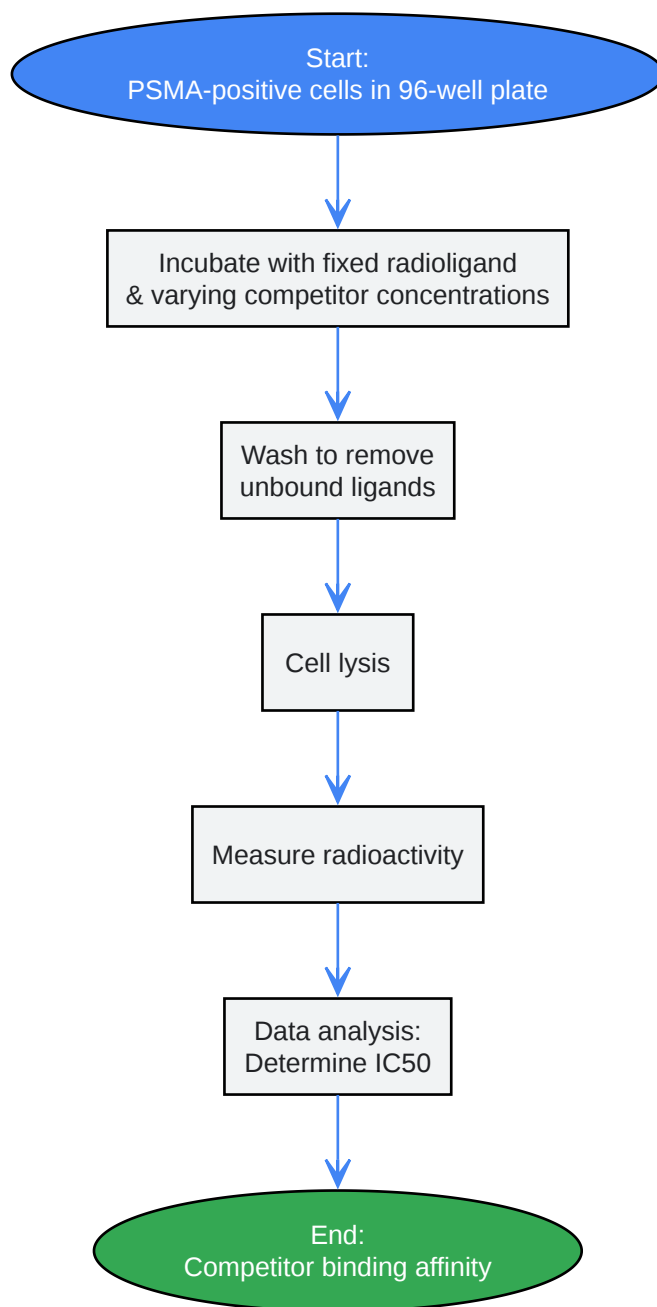 Start:
PSMA-positive cells in 96-well plate
Incubate with fixed radioligand
& varying competitor concentrations
Wash to remove
unbound ligands
Cell lysis
Measure radioactivity
Data analysis:
Determine IC50
End:
Competitor binding affinity